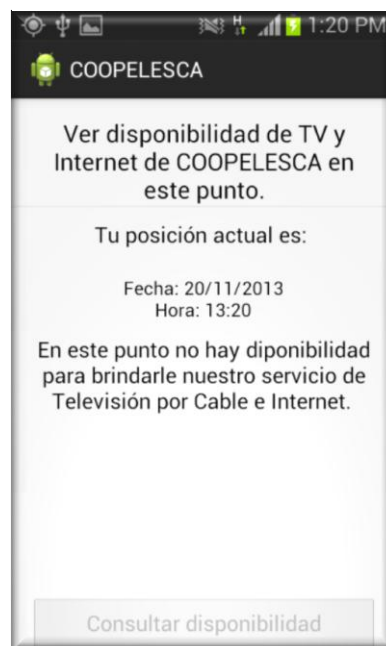 H 1:20 PM
COOPELESCA
Ver disponibilidad de TV y
Internet de COOPELESCA en
este punto.
Tu posición actual es:
Fecha: 20/11/2013
Hora: 13:20
En este punto no hay diponibilidad
para brindarle nuestro servicio de
Televisión por Cable e Internet.
Consultar disponibilidad